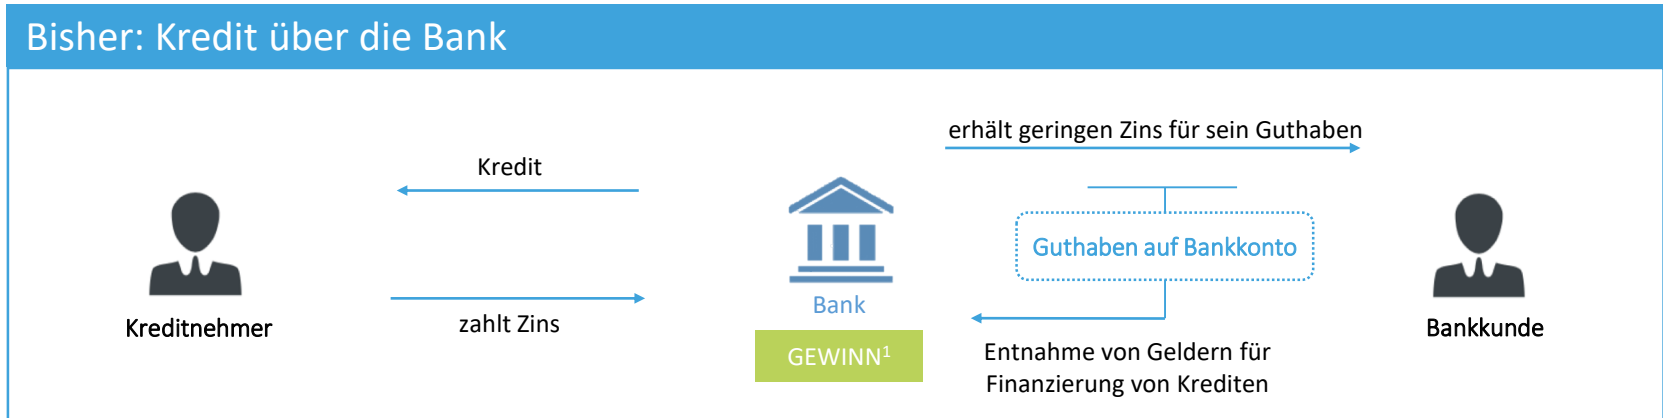 Bisher: Kredit über die Bank
erhält geringen Zins für sein Guthaben
Kredit
Guthaben auf Bankkonto
Bank
zahlt Zins
Kreditnehmer
Bankkunde
GEWINN¹
Entnahme von Geldern für
Finanzierung von Krediten